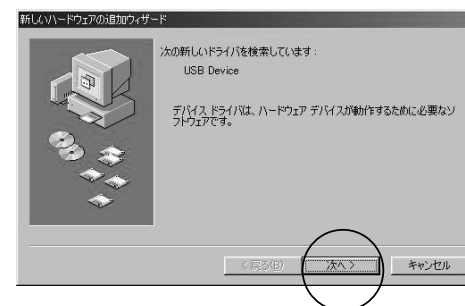 新しいハードウェアの追加ウィザード
次の新しいドライバを検索しています:
USB Device
デバイス ドライバは、ハードウェア デバイスが動作するために必要なソ
フトウェアです。
< 戻る(B)
次へ >
キャンセル